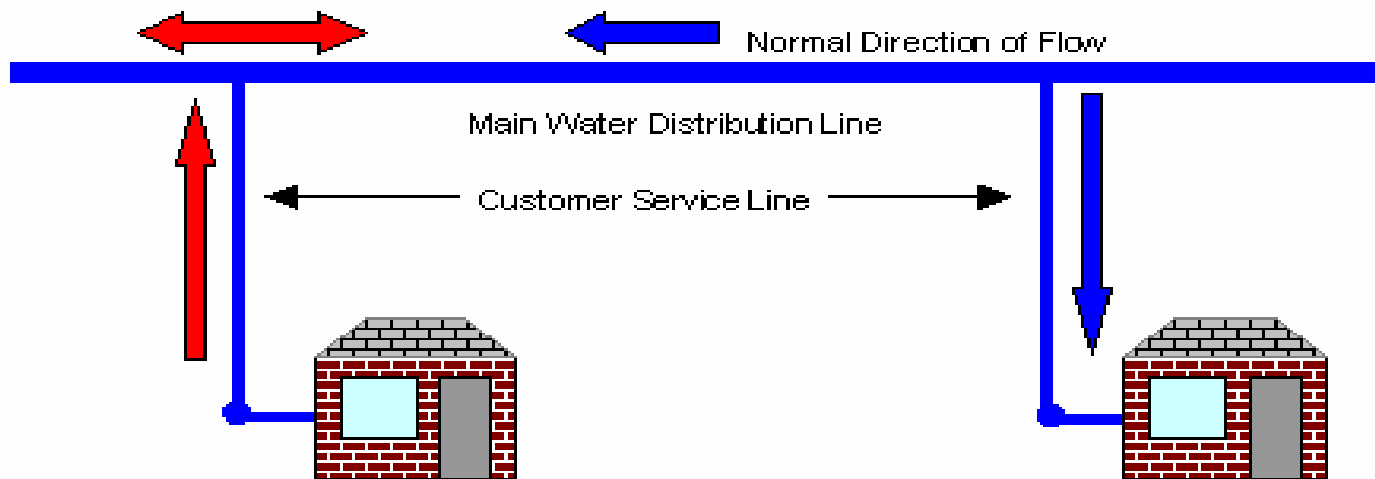 Normal Direction of Flow
Main Water Distribution Line
Customer Service Line